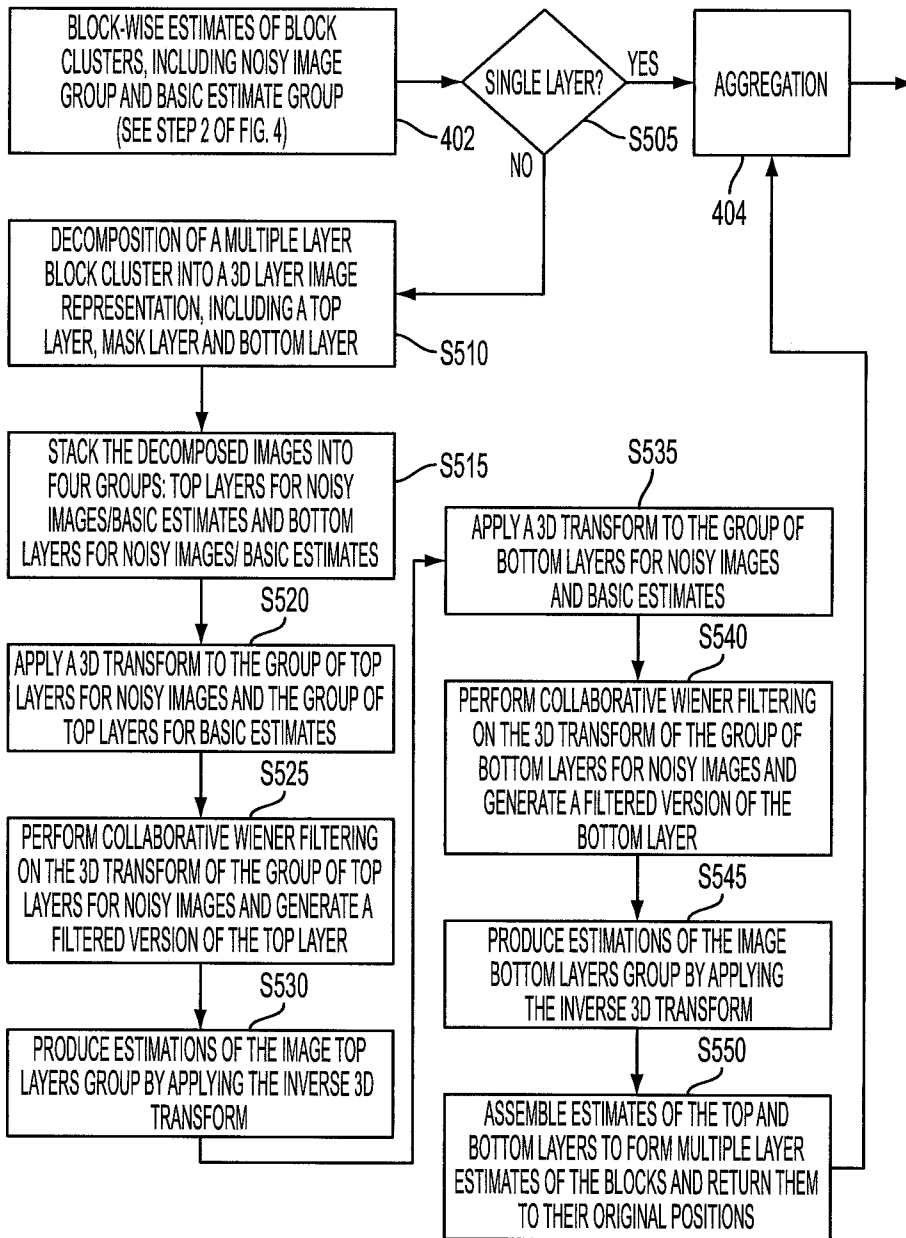 BLOCK-WISE ESTIMATES OF BLOCK
CLUSTERS, INCLUDING NOISY IMAGE
GROUP AND BASIC ESTIMATE GROUP
(SEE STEP 2 OF FIG. 4)
402
SINGLE LAYER?
YES
S505
NO
AGGREGATION
404
DECOMPOSITION OF A MULTIPLE LAYER
BLOCK CLUSTER INTO A 3D LAYER IMAGE
REPRESENTATION, INCLUDING A TOP
LAYER, MASK LAYER AND BOTTOM LAYER
S510
STACK THE DECOMPOSED IMAGES INTO
FOUR GROUPS: TOP LAYERS FOR NOISY
IMAGES/BASIC ESTIMATES AND BOTTOM
LAYERS FOR NOISY IMAGES/ BASIC ESTIMATES
S515
S520
APPLY A 3D TRANSFORM TO THE GROUP OF TOP
LAYERS FOR NOISY IMAGES AND THE GROUP OF
TOP LAYERS FOR BASIC ESTIMATES
S525
PERFORM COLLABORATIVE WIENER FILTERING
ON THE 3D TRANSFORM OF THE GROUP OF TOP
LAYERS FOR NOISY IMAGES AND GENERATE A
FILTERED VERSION OF THE TOP LAYER
S530
PRODUCE ESTIMATIONS OF THE IMAGE TOP
LAYERS GROUP BY APPLYING THE INVERSE 3D
TRANSFORM
S535
APPLY A 3D TRANSFORM TO THE GROUP OF
BOTTOM LAYERS FOR NOISY IMAGES
AND BASIC ESTIMATES
S540
PERFORM COLLABORATIVE WIENER FILTERING
ON THE 3D TRANSFORM OF THE GROUP OF
BOTTOM LAYERS FOR NOISY IMAGES AND
GENERATE A FILTERED VERSION OF THE
BOTTOM LAYER
S545
PRODUCE ESTIMATIONS OF THE IMAGE
BOTTOM LAYERS GROUP BY APPLYING
THE INVERSE 3D TRANSFORM
S550
ASSEMBLE ESTIMATES OF THE TOP AND
BOTTOM LAYERS TO FORM MULTIPLE LAYER
ESTIMATES OF THE BLOCKS AND RETURN THEM
TO THEIR ORIGINAL POSITIONS